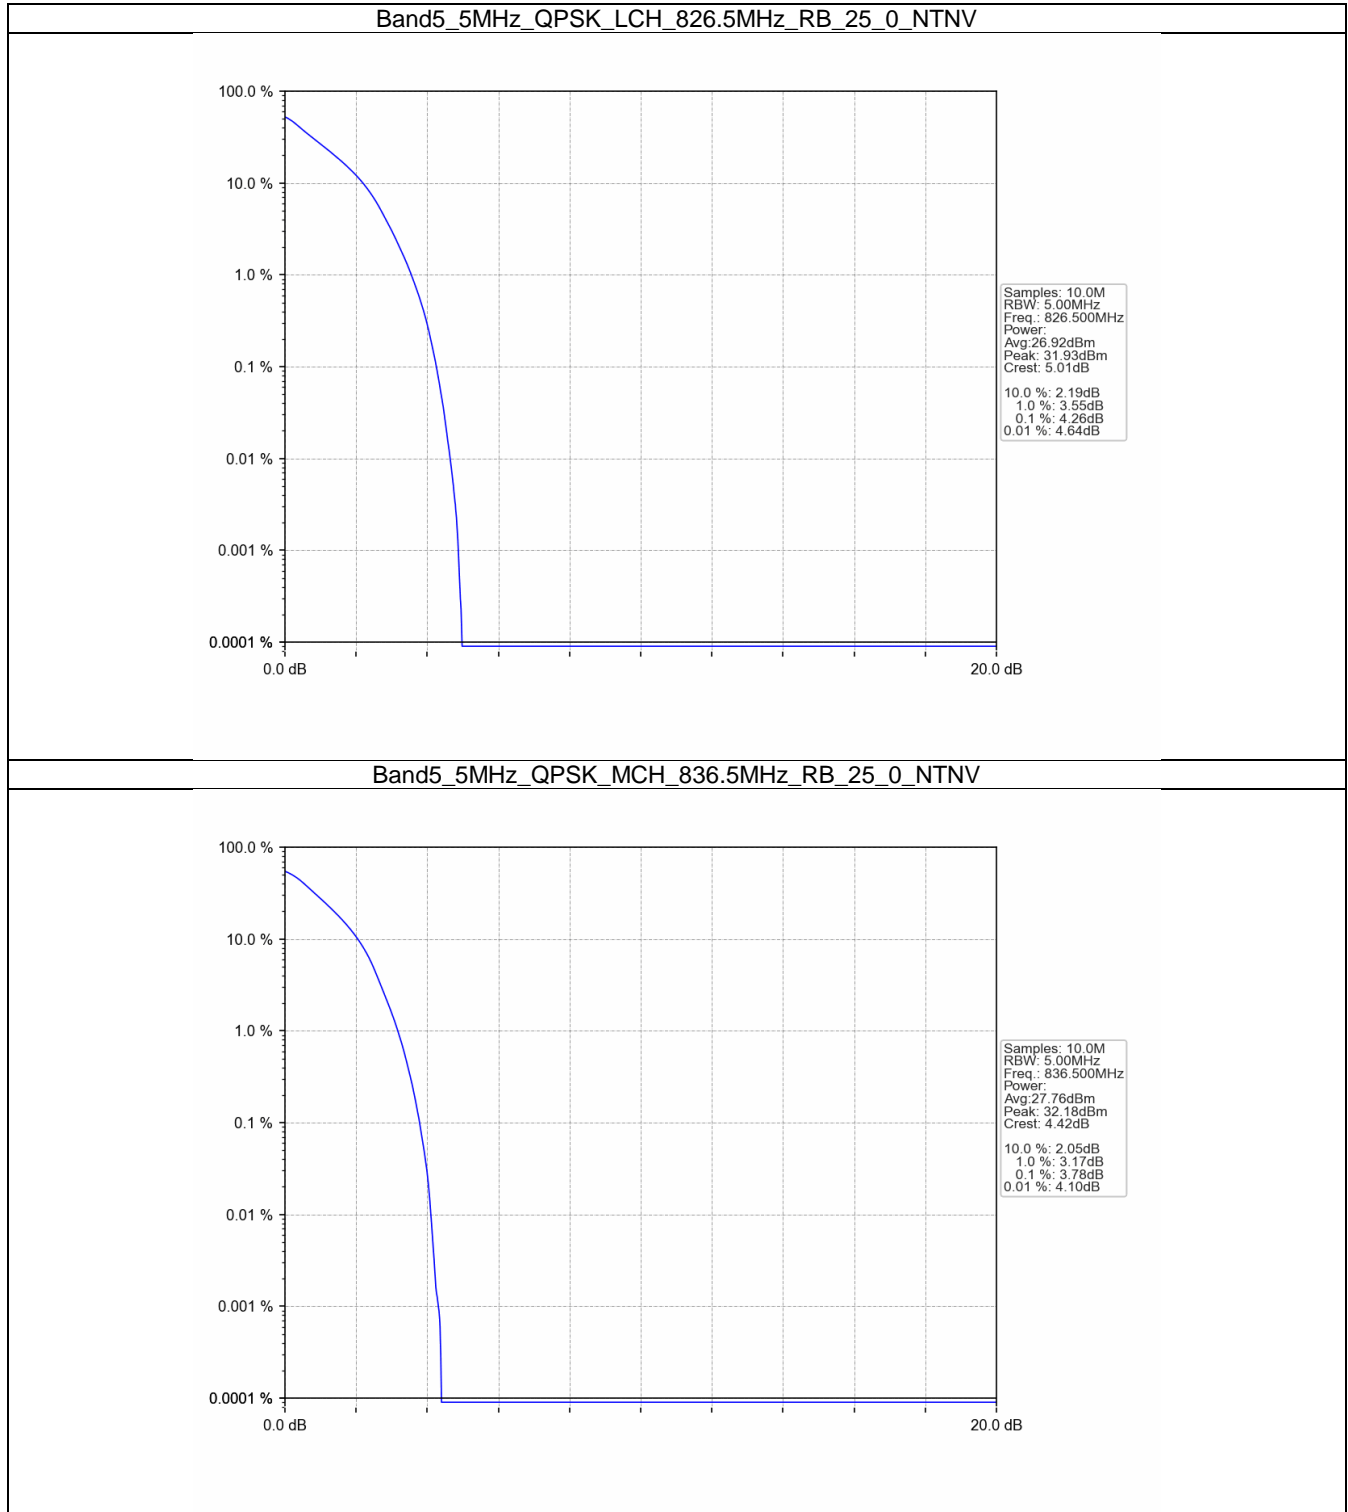 Band5_5MHz_QPSK_LCH_826.5MHz_RB_25_0_NTNV
100.0 %
10.0 %
1.0 %
0.1 %
0.01 %
0.001 %
0.0001 %
0.0 dB
20.0 dB
Samples: 10.0M
RBW: 5.00MHz
Freq.: 826.500MHz
Power:
Avg:26.92dBm
Peak: 31.93dBm
Crest: 5.01dB
10.0 %: 2.19dB
1.0 %: 3.55dB
0.1 %: 4.26dB
0.01 %: 4.64dB
Band5_5MHz_QPSK_MCH_836.5MHz_RB_25_0_NTNV
100.0 %
10.0 %
1.0 %
0.1 %
0.01 %
0.001 %
0.0001 %
0.0 dB
20.0 dB
Samples: 10.0M
RBW: 5.00MHz
Freq.: 836.500MHz
Power:
Avg:27.76dBm
Peak: 32.18dBm
Crest: 4.42dB
10.0 %: 2.05dB
1.0 %: 3.17dB
0.1 %: 3.78dB
0.01 %: 4.10dB